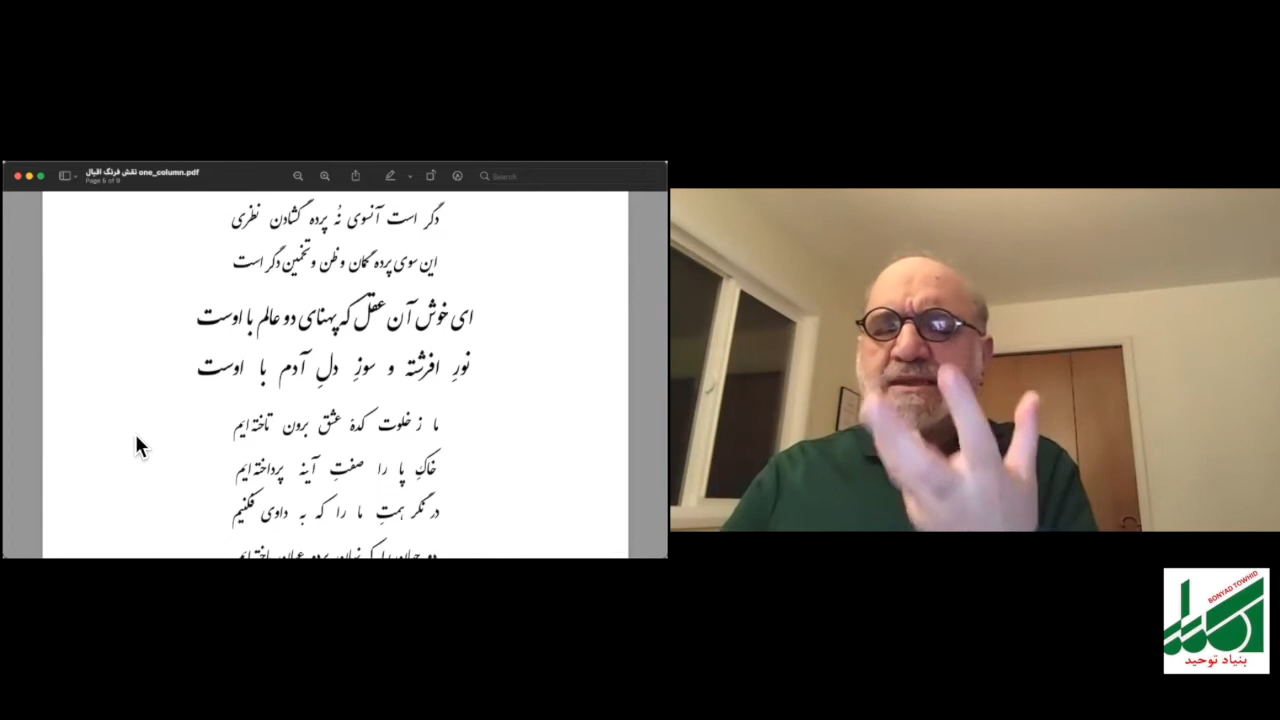 نقش فرنگ اقبال one_column.pdf
Page 5 of 9
Search
دگر است آنسوی نُه پرده گشادن نظری
این سوی پرده گمان و ظن و تخمین دگر است
ای خوش آن عقل که پهنای دو عالم با اوست
نورِ افرشته و سوزِ دلِ آدم با اوست
ما ز خلوت کدهٔ عشق برون تاخته‌ایم
خاکِ پا را صفتِ آینه پرداخته‌ایم
در نگر همتِ ما را که به داوی فکنیم
BONYAD TOWHID
بنیاد توحید